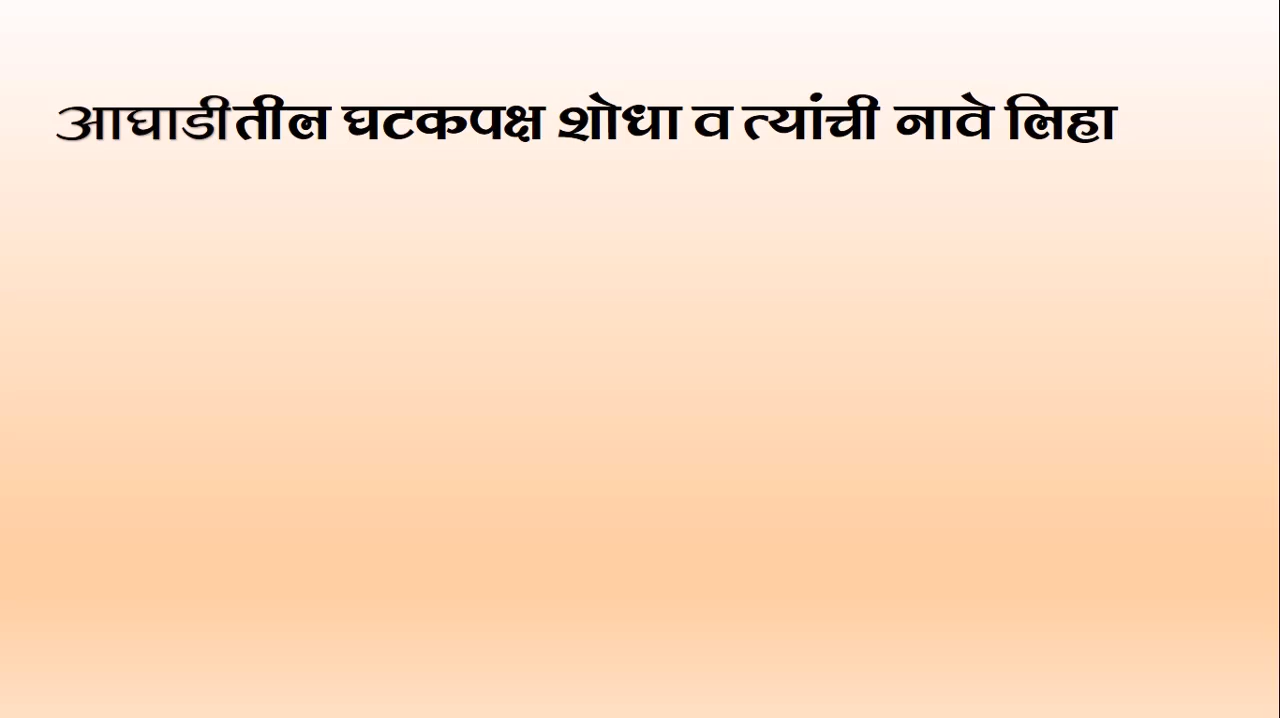 आघाडीतील घटकपक्ष शोधा व त्यांची नावे लिहा